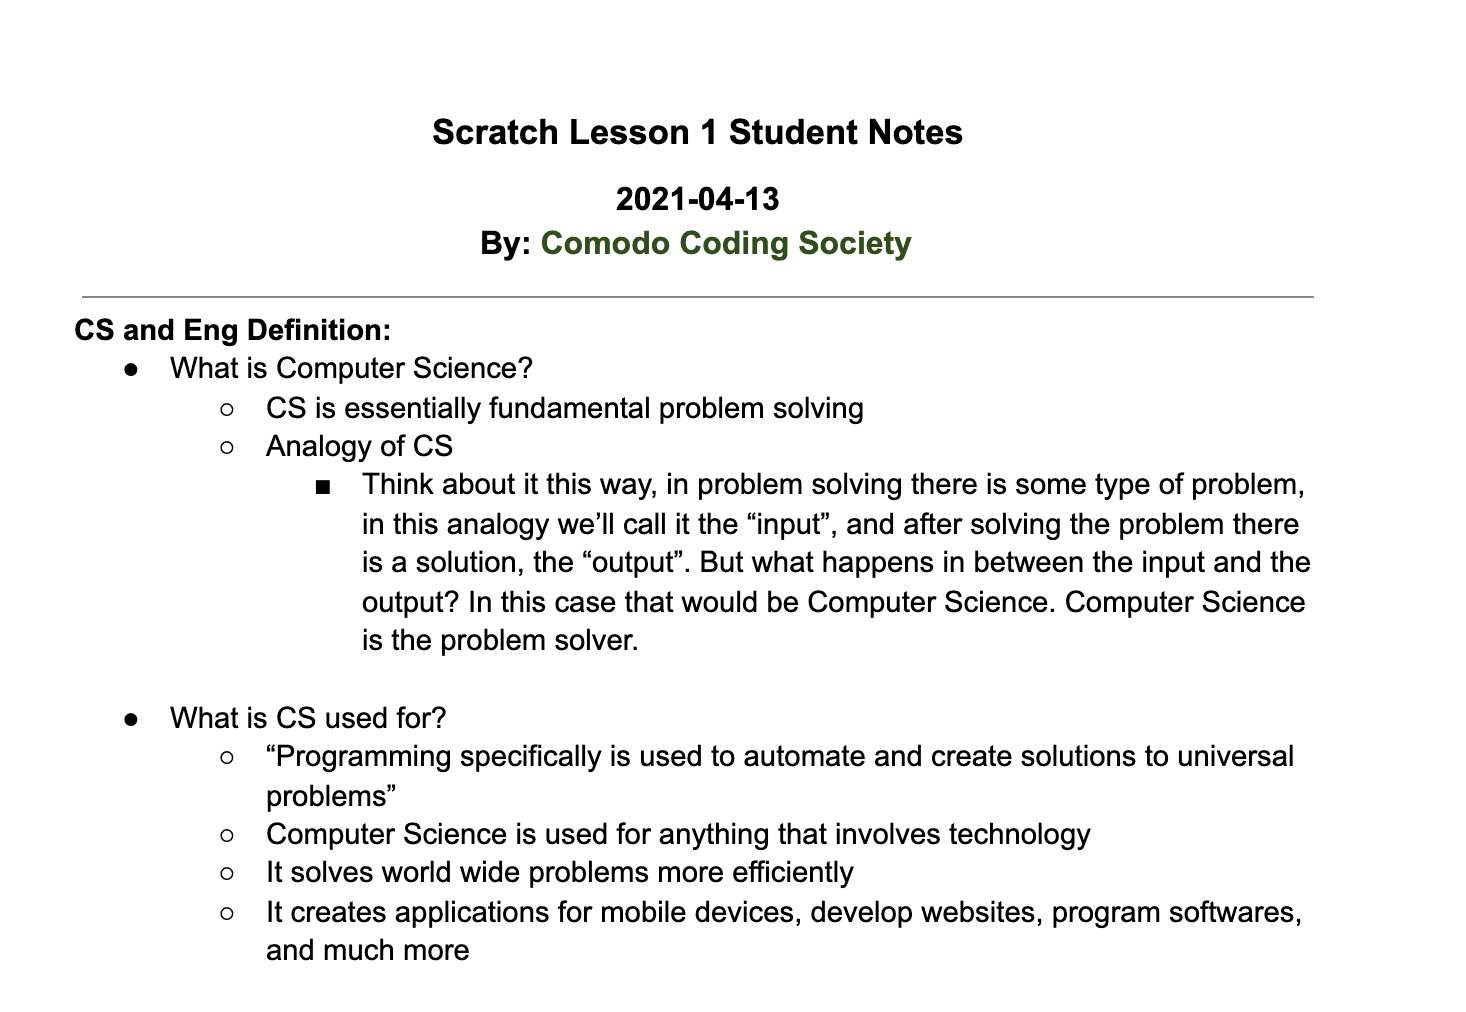 Scratch Lesson 1 Student Notes
2021-04-13
By: Comodo Coding Society
CS and Eng Definition:
● What is Computer Science?
○ CS is essentially fundamental problem solving
○ Analogy of CS
■ Think about it this way, in problem solving there is some type of problem,
in this analogy we’ll call it the “input”, and after solving the problem there
is a solution, the “output”. But what happens in between the input and the
output? In this case that would be Computer Science. Computer Science
is the problem solver.
● What is CS used for?
○ “Programming specifically is used to automate and create solutions to universal
problems”
○ Computer Science is used for anything that involves technology
○ It solves world wide problems more efficiently
○ It creates applications for mobile devices, develop websites, program softwares,
and much more